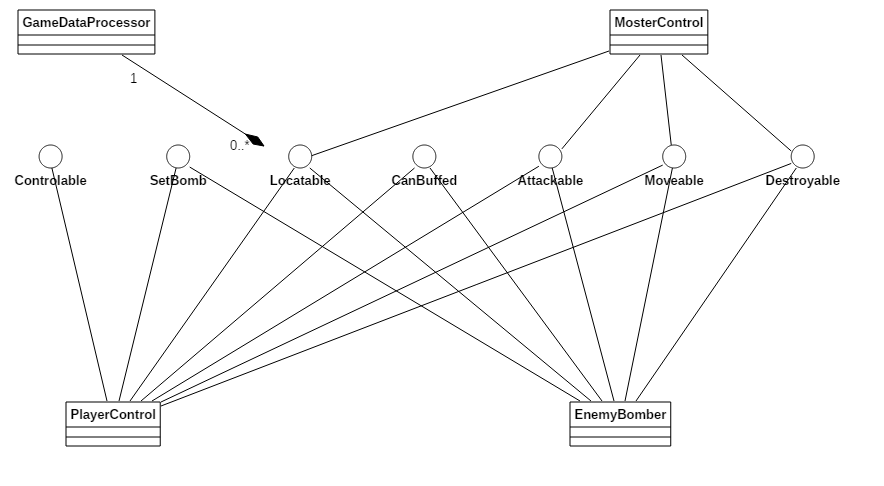 GameDataProcessor
MosterControl
1
0..*
Controlable
SetBomb
Locatable
CanBuffed
Attackable
Moveable
Destroyable
PlayerControl
EnemyBomber